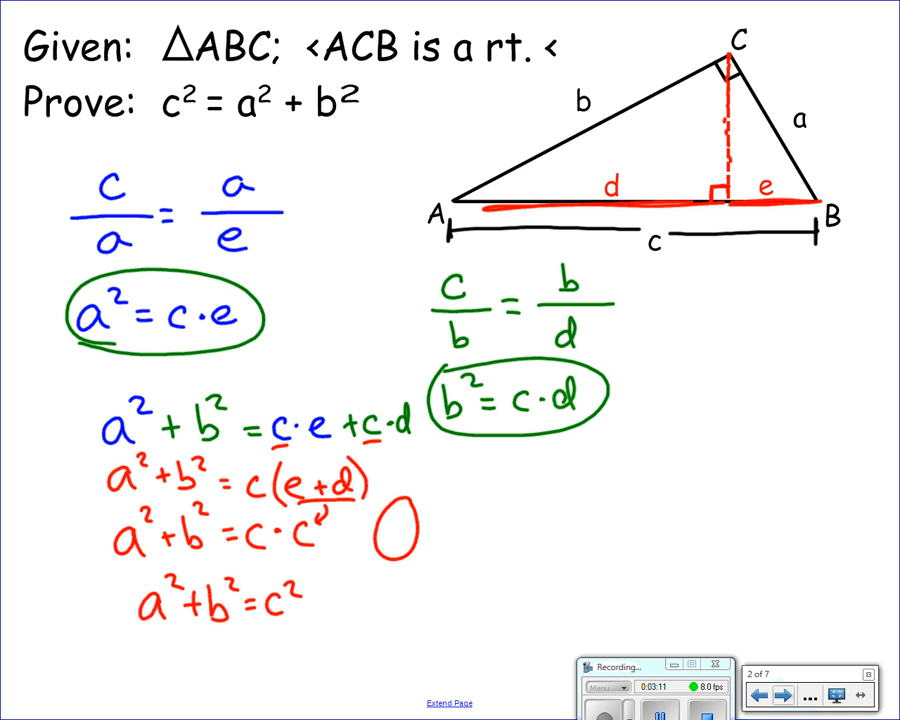 Given: △ABC; <ACB is a rt. <
Prove: c² = a² + b²
C
b
a
d
e
A
B
c
c/a = a/e
a² = c·e
c/b = b/d
b² = c·d
a² + b² = c·e + c·d
a² + b² = c(e+d)
a² + b² = c·c
a² + b² = c²
Extend Page
Recording...
Menu
0:03:11
8.0 fps
2 of 7
...